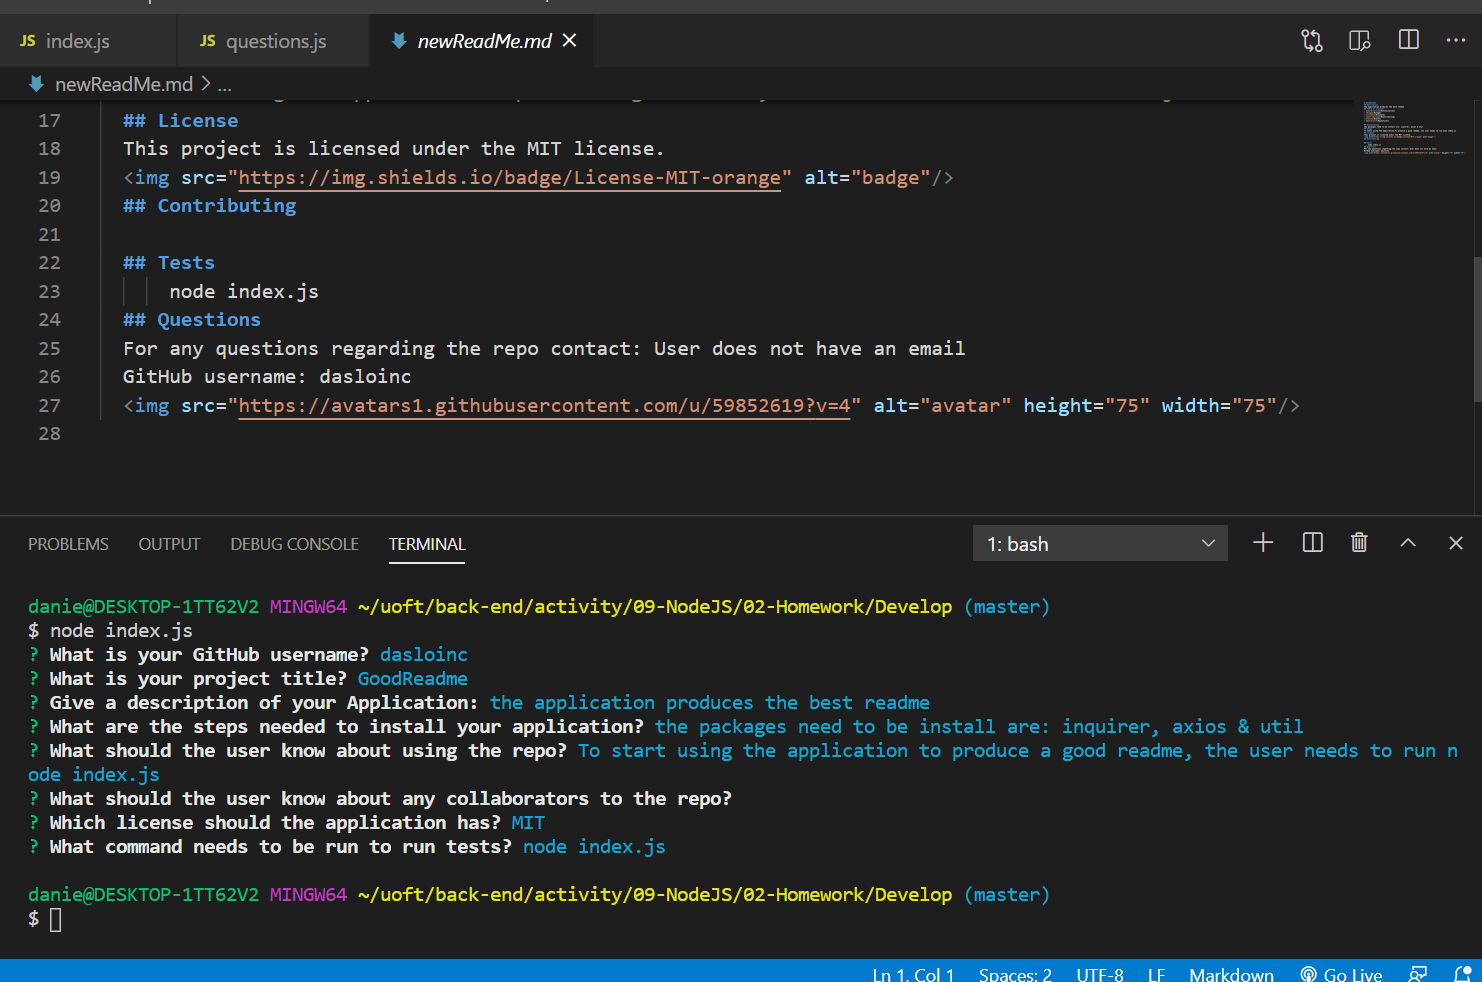 JS index.js JS questions.js newReadMe.md
newReadMe.md > ...
17 ## License
18 This project is licensed under the MIT license.
19 <img src="https://img.shields.io/badge/License-MIT-orange" alt="badge"/>
20 ## Contributing
21
22 ## Tests
23 node index.js
24 ## Questions
25 For any questions regarding the repo contact: User does not have an email
26 GitHub username: dasloinc
27 <img src="https://avatars1.githubusercontent.com/u/59852619?v=4" alt="avatar" height="75" width="75"/>
28
PROBLEMS OUTPUT DEBUG CONSOLE TERMINAL 1: bash
danie@DESKTOP-1TT62V2 MINGW64 ~/uoft/back-end/activity/09-NodeJS/02-Homework/Develop (master)
$ node index.js
? What is your GitHub username? dasloinc
? What is your project title? GoodReadme
? Give a description of your Application: the application produces the best readme
? What are the steps needed to install your application? the packages need to be install are: inquirer, axios & util
? What should the user know about using the repo? To start using the application to produce a good readme, the user needs to run n
ode index.js
? What should the user know about any collaborators to the repo?
? Which license should the application has? MIT
? What command needs to be run to run tests? node index.js
danie@DESKTOP-1TT62V2 MINGW64 ~/uoft/back-end/activity/09-NodeJS/02-Homework/Develop (master)
$
Ln 1, Col 1 Spaces: 2 UTF-8 LF Markdown Go Live